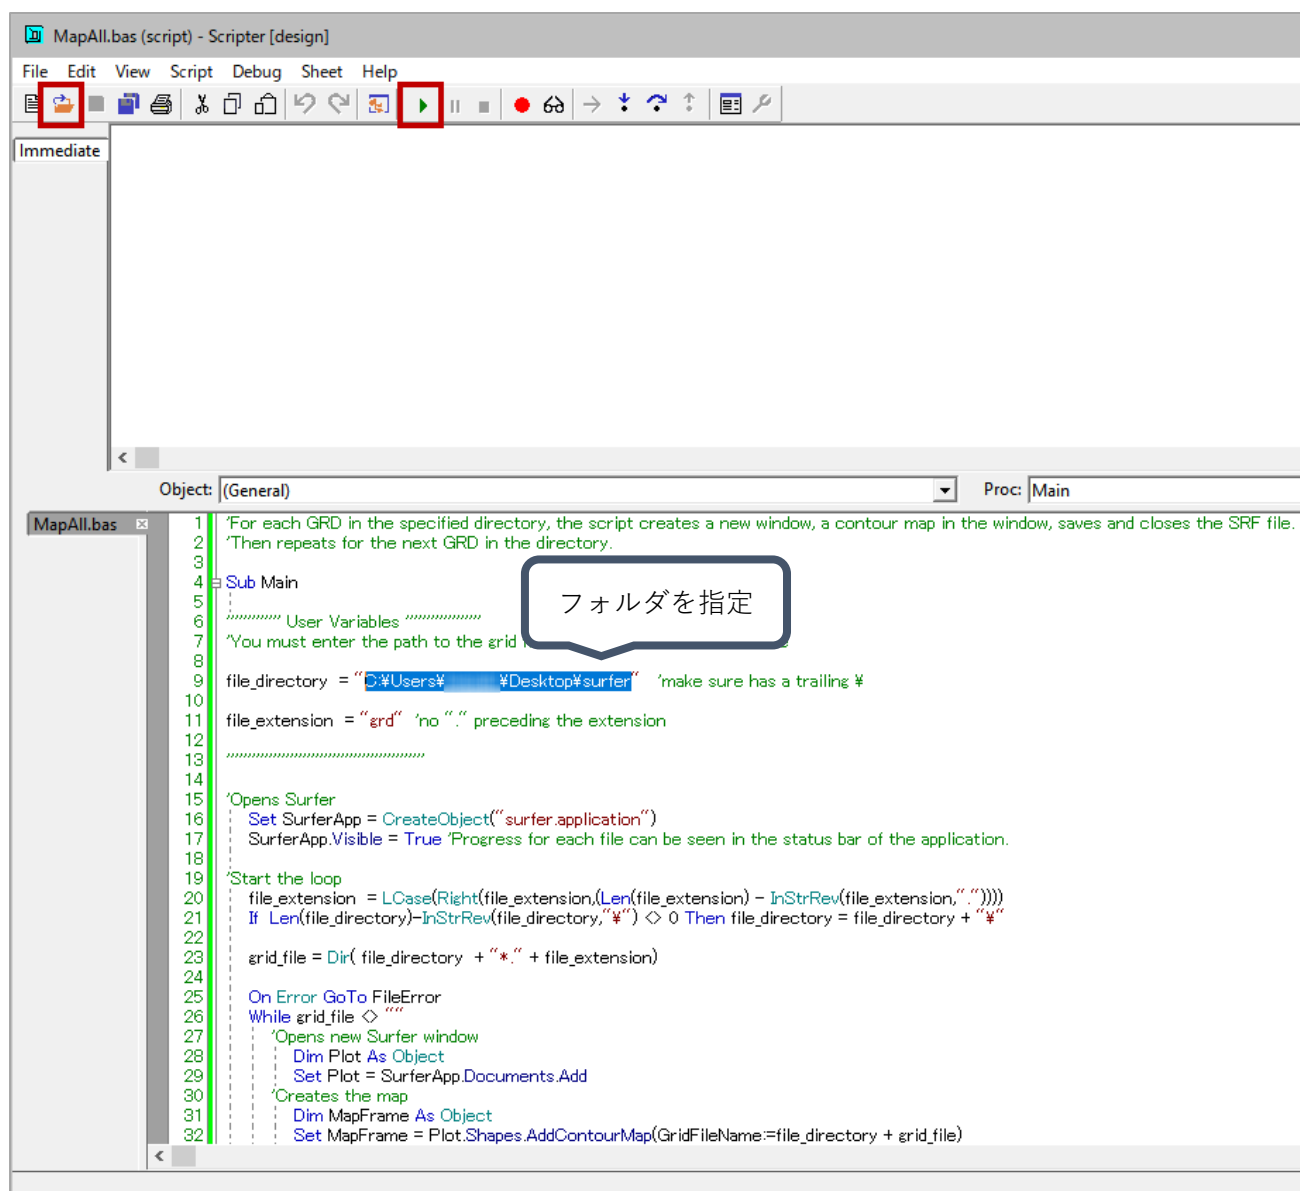 MapAll.bas (script) - Scripter [design]
File Edit View Script Debug Sheet Help
Immediate
Object: (General) Proc: Main
MapAll.bas
1 'For each GRD in the specified directory, the script creates a new window, a contour map in the window, saves and closes the SRF file.
2 'Then repeats for the next GRD in the directory.
3
4 Sub Main
5
フォルダを指定
6 '''''''''''' User Variables ''''''''''''''''''
7 'You must enter the path to the grid
8
9 file_directory = "C:¥Users¥ ¥Desktop¥surfer" 'make sure has a trailing ¥
10
11 file_extension = "grd" 'no "." preceding the extension
12
13 ''''''''''''''''''''''''''''''''''''''''''''''
14
15 'Opens Surfer
16 Set SurferApp = CreateObject("surfer.application")
17 SurferApp.Visible = True 'Progress for each file can be seen in the status bar of the application.
18
19 'Start the loop
20 file_extension = LCase(Right(file_extension,(Len(file_extension) - InStrRev(file_extension,"."))))
21 If Len(file_directory)-InStrRev(file_directory,"¥") <> 0 Then file_directory = file_directory + "¥"
22
23 grid_file = Dir( file_directory + "*." + file_extension)
24
25 On Error GoTo FileError
26 While grid_file <> ""
27 'Opens new Surfer window
28 Dim Plot As Object
29 Set Plot = SurferApp.Documents.Add
30 'Creates the map
31 Dim MapFrame As Object
32 Set MapFrame = Plot.Shapes.AddContourMap(GridFileName:=file_directory + grid_file)